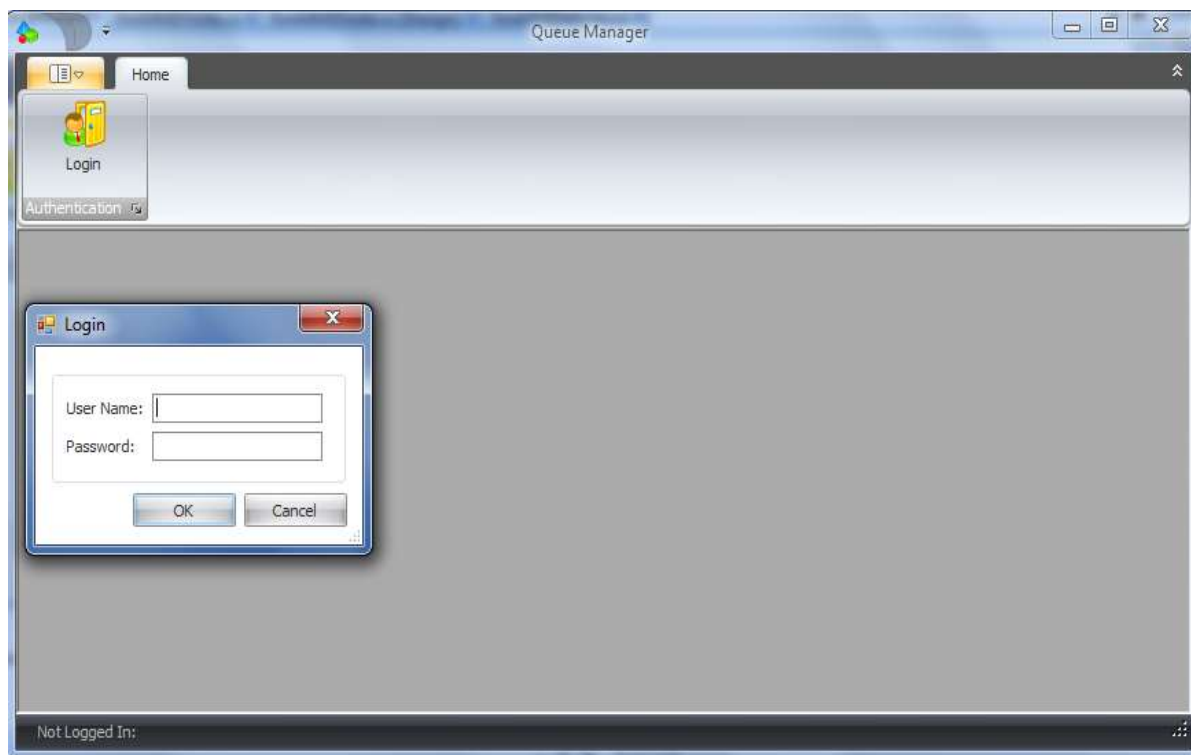 Queue Manager
Home
Login
Authentication
Login
User Name:
Password:
OK Cancel
Not Logged In: